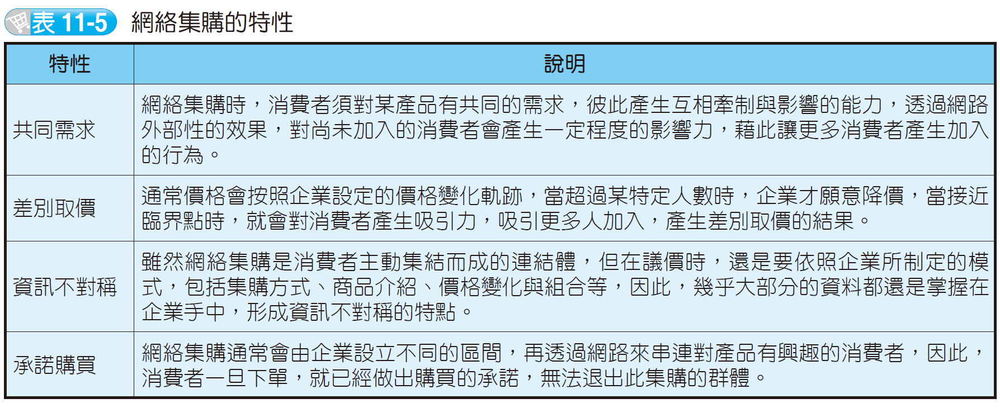 表 11-5 網絡集購的特性
特性 說明
共同需求
網絡集購時，消費者須對某產品有共同的需求，彼此產生互相牽制與影響的能力，透過網路
外部性的效果，對尚未加入的消費者會產生一定程度的影響力，藉此讓更多消費者產生加入
的行為。
差別取價
通常價格會按照企業設定的價格變化軌跡，當超過某特定人數時，企業才願意降價，當接近
臨界點時，就會對消費者產生吸引力，吸引更多人加入，產生差別取價的結果。
資訊不對稱
雖然網絡集購是消費者主動集結而成的連結體，但在議價時，還是要依照企業所制定的模
式，包括集購方式、商品介紹、價格變化與組合等，因此，幾乎大部分的資料都還是掌握在
企業手中，形成資訊不對稱的特點。
承諾購買
網絡集購通常會由企業設立不同的區間，再透過網路來串連對產品有興趣的消費者，因此，
消費者一旦下單，就已經做出購買的承諾，無法退出此集購的群體。